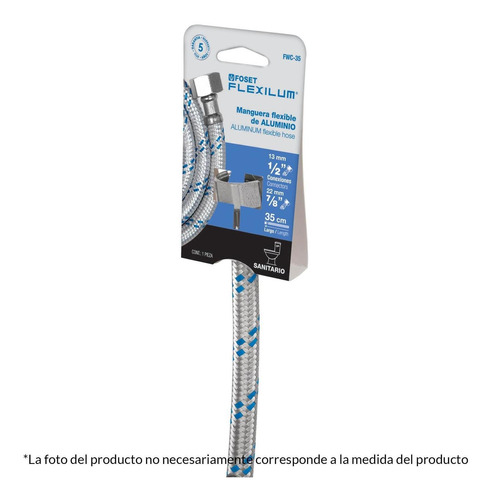 5
FWC-35
FOSET
FLEXILUM®
Manguera flexible
de ALUMINIO
ALUMINUM flexible hose
13 mm
1/2"
Conexiones
Connectors
22 mm
7/8"
35 cm
Largo / Length
CONT. 1 PIEZA
SANITARIO
*La foto del producto no necesariamente corresponde a la medida del producto